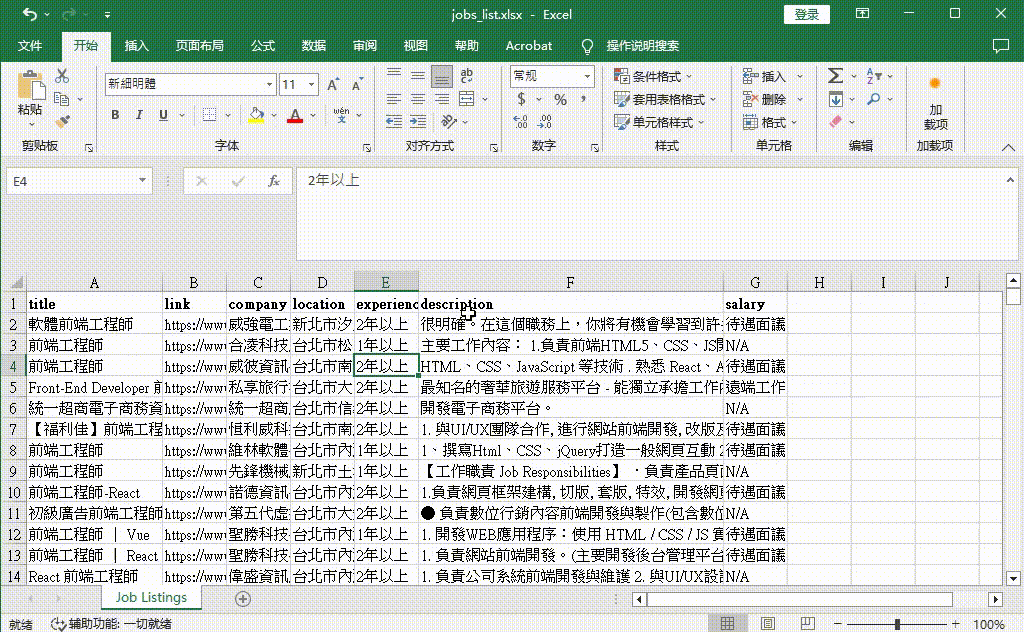 jobs_list.xlsx - Excel
登录
文件 开始 插入 页面布局 公式 数据 审阅 视图 帮助 Acrobat 操作说明搜索
粘贴
新細明體 11
B I U wén 文
ab
常规
$ % ,
条件格式
套用表格格式
单元格样式
插入
删除
格式
加
载项
剪贴板 字体 对齐方式 数字 样式 单元格 编辑 加载项
E4 fx 2年以上
A B C D E F G H I J
1 title link company location experienc description salary
2 軟體前端工程師 https://www 威強電工 新北市汐 2年以上 很明確。在這個職務上，你將有機會學習到許 待遇面議
3 前端工程師 https://www 合凌科技 台北市松 1年以上 主要工作內容： 1.負責前端HTML5、CSS、JS開 N/A
4 前端工程師 https://www 威彼資訊 台北市南 2年以上 HTML、CSS、JavaScript 等技術 . 熟悉 React、A 待遇面議
5 Front-End Developer 前 https://www 私享旅行 台北市大 2年以上 最知名的奢華旅遊服務平台 - 能獨立承擔工作 遠端工作
6 統一超商電子商務資 https://www 統一超商 台北市信 2年以上 開發電子商務平台。 N/A
7 【福利佳】前端工程 https://www 恒利威科 台北市南 2年以上 1. 與UI/UX團隊合作, 進行網站前端開發, 改版及 待遇面議
8 前端工程師 https://www 維林軟體 台北市內 1年以上 1、撰寫Html、CSS、jQuery打造一般網頁互動 2 待遇面議
9 前端工程師 https://www 先鋒機械 新北市土 1年以上 【工作職責 Job Responsibilities】 ・負責產品頁面 N/A
10 前端工程師-React https://www 諾德資訊 台北市內 2年以上 1.負責網頁框架建構, 切版, 套版, 特效, 開發網頁 待遇面議
11 初級廣告前端工程師 https://www 第五代虛 台北市大 2年以上 ● 負責數位行銷內容前端開發與製作(包含數位 N/A
12 前端工程師 ｜ Vue https://www 聖勝科技 台北市內 1年以上 1. 開發WEB應用程序：使用 HTML / CSS / JS 實 待遇面議
13 前端工程師 ｜ React https://www 聖勝科技 台北市內 2年以上 1. 負責網站前端開發。(主要開發後台管理平台 待遇面議
14 React 前端工程師 https://www 偉盛資訊 台北市內 2年以上 1. 負責公司系統前端開發與維護 2. 與UI/UX設計 N/A
Job Listings
就绪 辅助功能: 一切就绪 100%